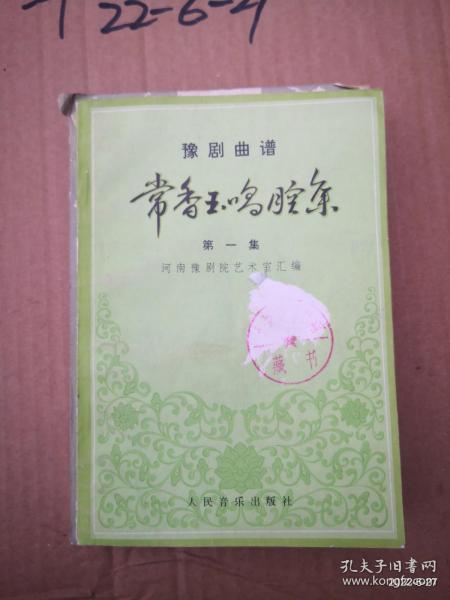 22-6-27
豫剧曲谱
常香玉唱腔集
第一集
河南豫剧院艺术室汇编
藏书
人民音乐出版社
孔夫子旧书网
www.kongfz.com
2022-6-27